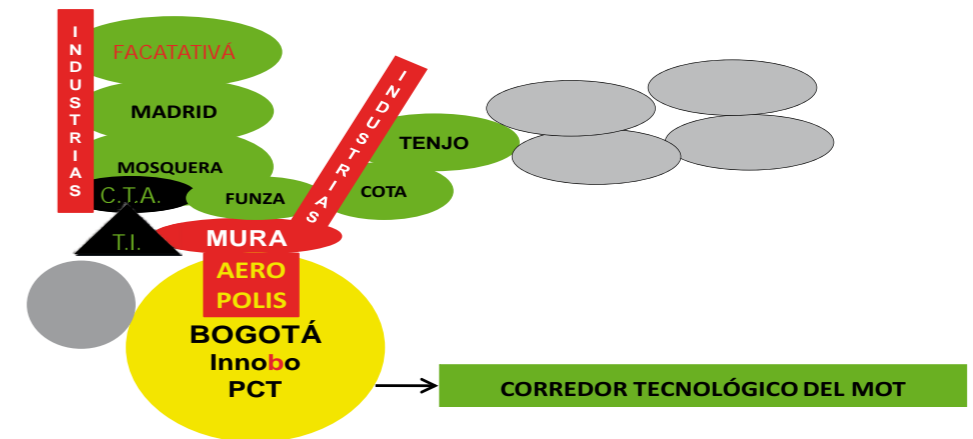 INDUSTRIAS
FACATATIVÁ
MADRID
MOSQUERA
C.T.A.
T.I.
FUNZA
INDUSTRIAS
TENJO
COTA
MURA
AERO
POLIS
BOGOTÁ
Innobo
PCT
CORREDOR TECNOLÓGICO DEL MOT